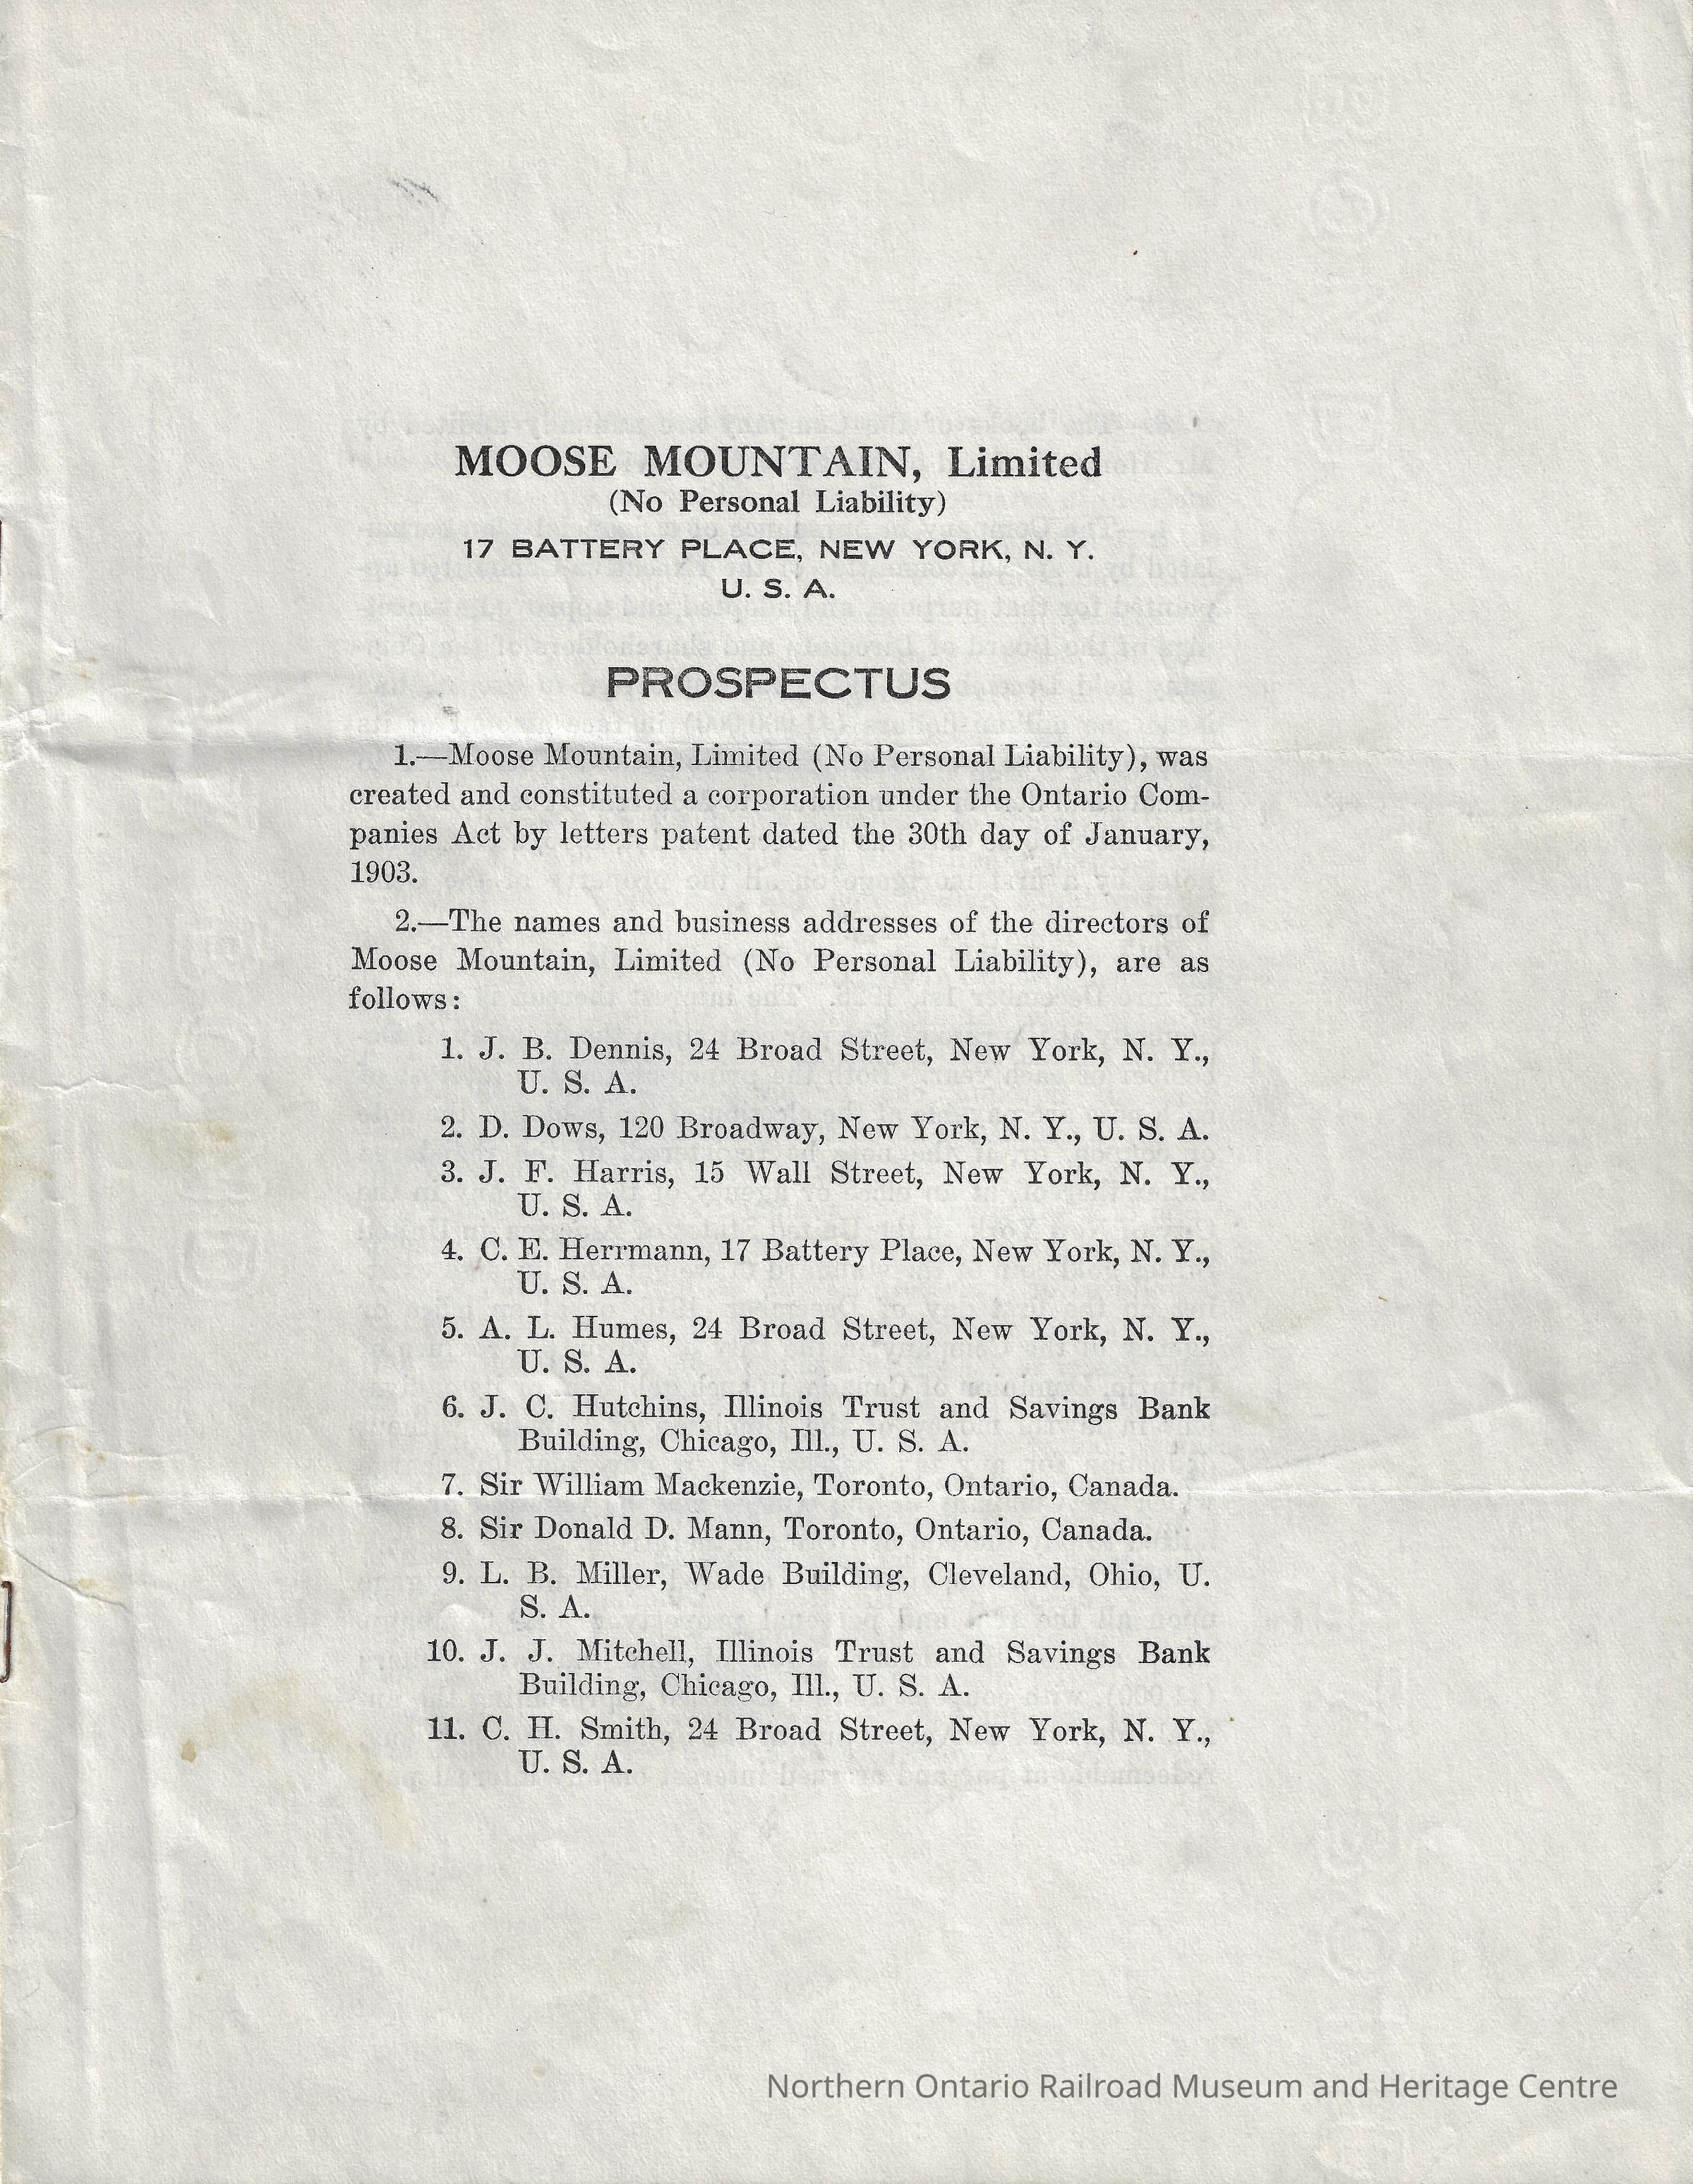 MOOSE MOUNTAIN, Limited
(No Personal Liability)
17 BATTERY PLACE, NEW YORK, N. Y.
U. S. A.
PROSPECTUS
1.—Moose Mountain, Limited (No Personal Liability), was
created and constituted a corporation under the Ontario Com-
panies Act by letters patent dated the 30th day of January,
1903.
2.—The names and business addresses of the directors of
Moose Mountain, Limited (No Personal Liability), are as
follows:
1. J. B. Dennis, 24 Broad Street, New York, N. Y.,
U. S. A.
2. D. Dows, 120 Broadway, New York, N. Y., U. S. A.
3. J. F. Harris, 15 Wall Street, New York, N. Y.,
U. S. A.
4. C. E. Herrmann, 17 Battery Place, New York, N. Y.,
U. S. A.
5. A. L. Humes, 24 Broad Street, New York, N. Y.,
U. S. A.
6. J. C. Hutchins, Illinois Trust and Savings Bank
Building, Chicago, Ill., U. S. A.
7. Sir William Mackenzie, Toronto, Ontario, Canada.
8. Sir Donald D. Mann, Toronto, Ontario, Canada.
9. L. B. Miller, Wade Building, Cleveland, Ohio, U.
S. A.
10. J. J. Mitchell, Illinois Trust and Savings Bank
Building, Chicago, Ill., U. S. A.
11. C. H. Smith, 24 Broad Street, New York, N. Y.,
U. S. A.
Northern Ontario Railroad Museum and Heritage Centre